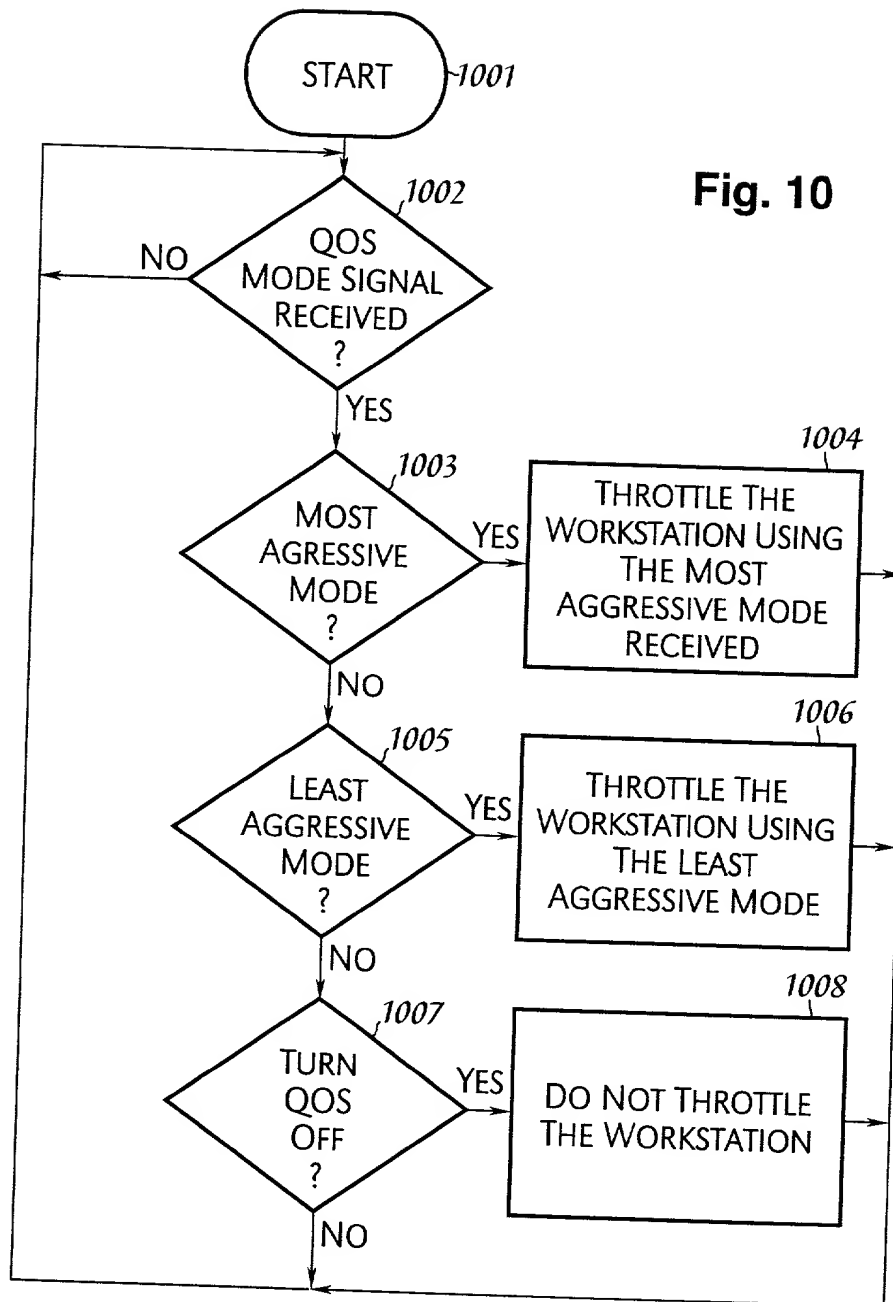 START
1001
Fig. 10
1002
QOS
MODE SIGNAL
RECEIVED
?
NO
YES
1003
MOST
AGRESSIVE
MODE
?
YES
1004
THROTTLE THE
WORKSTATION USING
THE MOST
AGGRESSIVE MODE
RECEIVED
NO
1005
LEAST
AGGRESSIVE
MODE
?
YES
1006
THROTTLE THE
WORKSTATION USING
THE LEAST
AGGRESSIVE MODE
NO
1007
TURN
QOS
OFF
?
YES
1008
DO NOT THROTTLE
THE WORKSTATION
NO